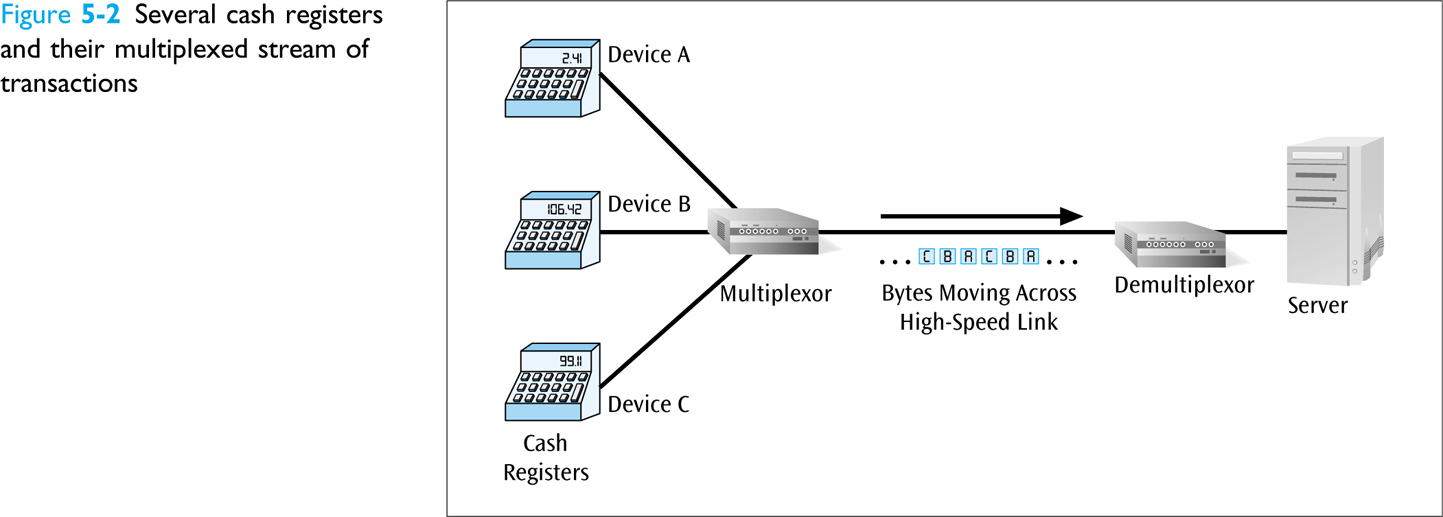 Figure 5-2 Several cash registers
and their multiplexed stream of
transactions
2.41
Device A
106.42
Device B
99.11
Device C
Cash
Registers
Multiplexor
... C B A C B A ...
Bytes Moving Across
High-Speed Link
Demultiplexor
Server